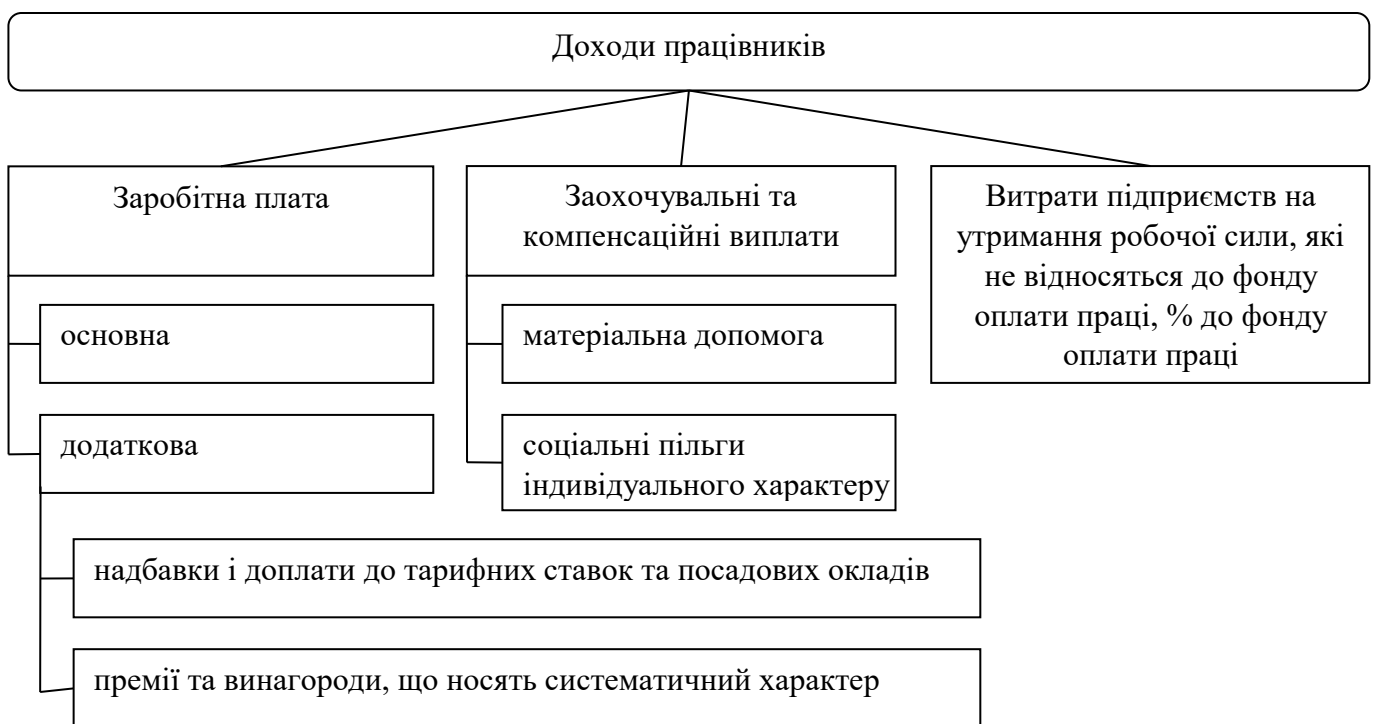 Доходи працівників
Заробітна плата
Заохочувальні та
компенсаційні виплати
Витрати підприємств на
утримання робочої сили, які
не відносяться до фонду
оплати праці, % до фонду
оплати праці
основна
матеріальна допомога
додаткова
соціальні пільги
індивідуального характеру
надбавки і доплати до тарифних ставок та посадових окладів
премії та винагороди, що носять систематичний характер